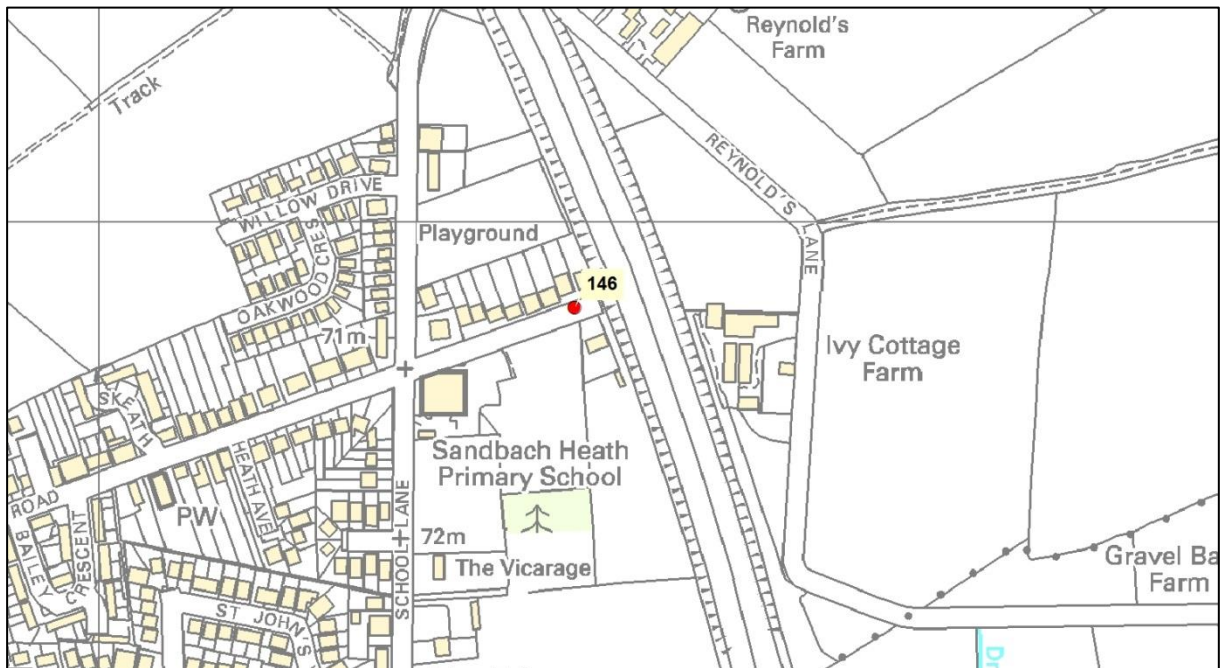 Reynold's
Farm
Track
REYNOLD'S LANE
WILLOW DRIVE
Playground
OAKWOOD CRES
146
71m
Ivy Cottage
Farm
SKEATH
Sandbach Heath
Primary School
HEATH AVE
ROAD
PW
SCHOOL LANE
72m
BAILEY
CRESCENT
The Vicarage
Gravel Ba
Farm
ST JOHN'S
Dr